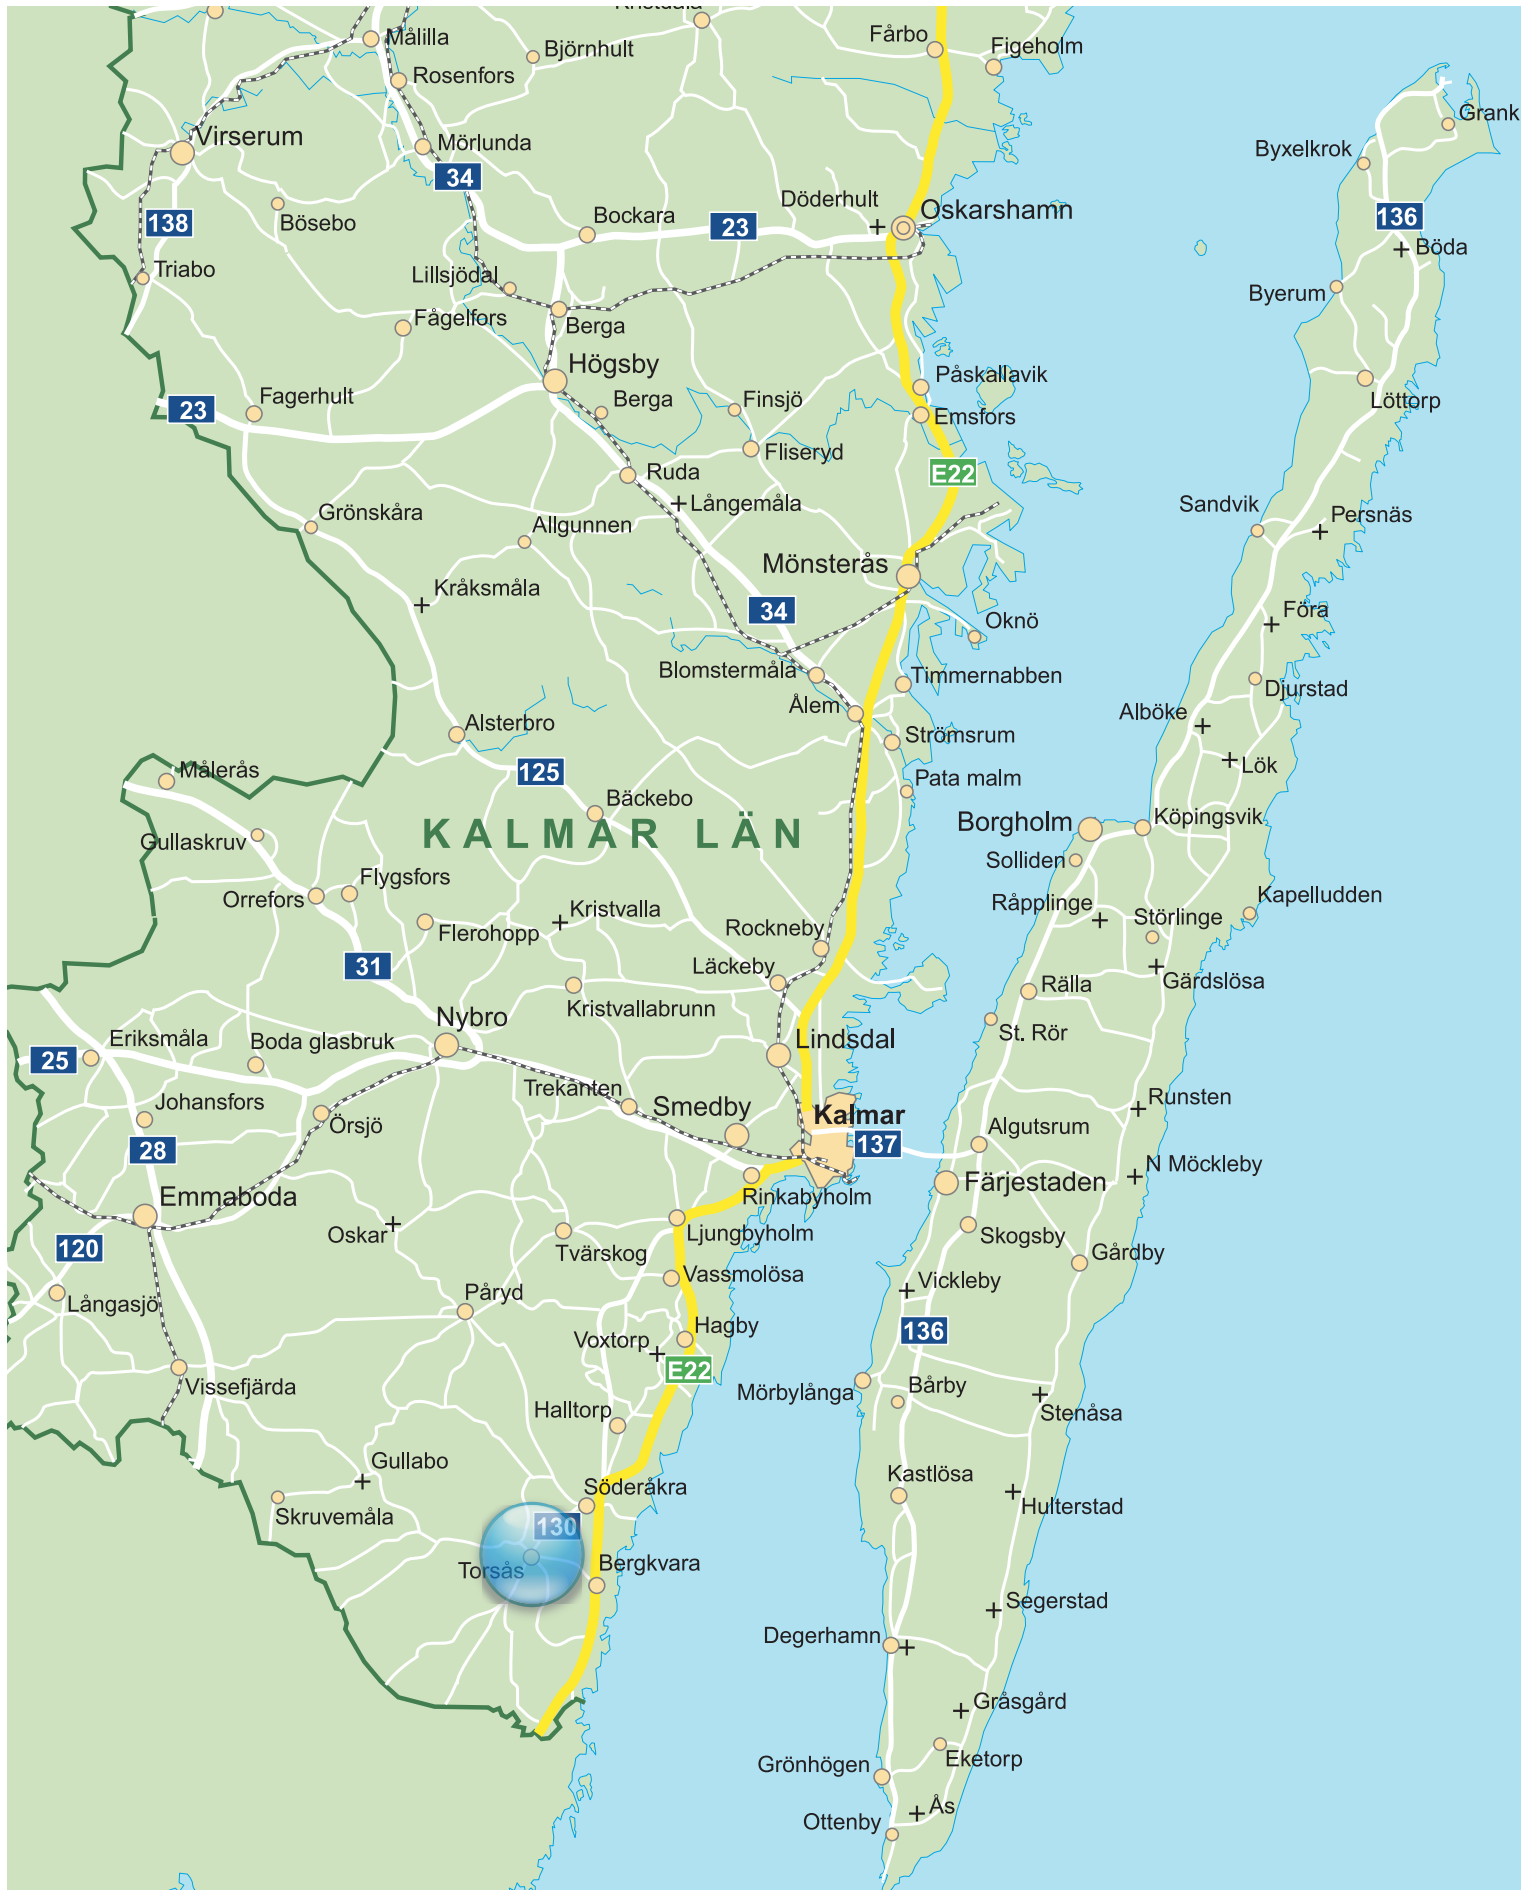 Målilla
Björnhult
Fårbo
Figeholm
Rosenfors
Grank
Virserum
Mörlunda
Byxelkrok
34
Döderhult
Oskarshamn
138
Bösebo
Bockara
23
136
Böda
Triabo
Lillsjödal
Byerum
Fågelfors
Berga
Högsby
Påskallavik
Fagerhult
23
Berga
Finsjö
Emsfors
Löttorp
Fliseryd
Ruda
E22
Långemåla
Sandvik
Persnäs
Grönskåra
Allgunnen
Mönsterås
Kråksmåla
34
Oknö
Föra
Blomstermåla
Timmernabben
Djurstad
Ålem
Alböke
Alsterbro
Strömsrum
Lök
Målerås
125
Pata malm
Bäckebo
Borgholm
Köpingsvik
KALMAR LÄN
Gullaskruv
Solliden
Flygsfors
Orrefors
Råpplinge
Kapelludden
Kristvalla
Störlinge
Flerohopp
Rockneby
31
Läckeby
Rälla
Gärdslösa
Kristvallabrunn
Nybro
Eriksmåla
Boda glasbruk
Lindsdal
St. Rör
25
Trekanten
Johansfors
Smedby
Kalmar
Runsten
Örsjö
137
Algutsrum
28
N Möckleby
Emmaboda
Rinkabyholm
Färjestaden
Oskar
Tvärskog
Ljungbyholm
Skogsby
120
Gårdby
Långasjö
Påryd
Vassmolösa
Vickleby
Voxtorp
Hagby
136
E22
Vissefjärda
Mörbylånga
Bårby
Halltorp
Stenåsa
Gullabo
Söderåkra
Kastlösa
Skruvemåla
130
Hulterstad
Torsås
Bergkvara
Segerstad
Degerhamn
Gråsgård
Grönhögen
Eketorp
Ås
Ottenby